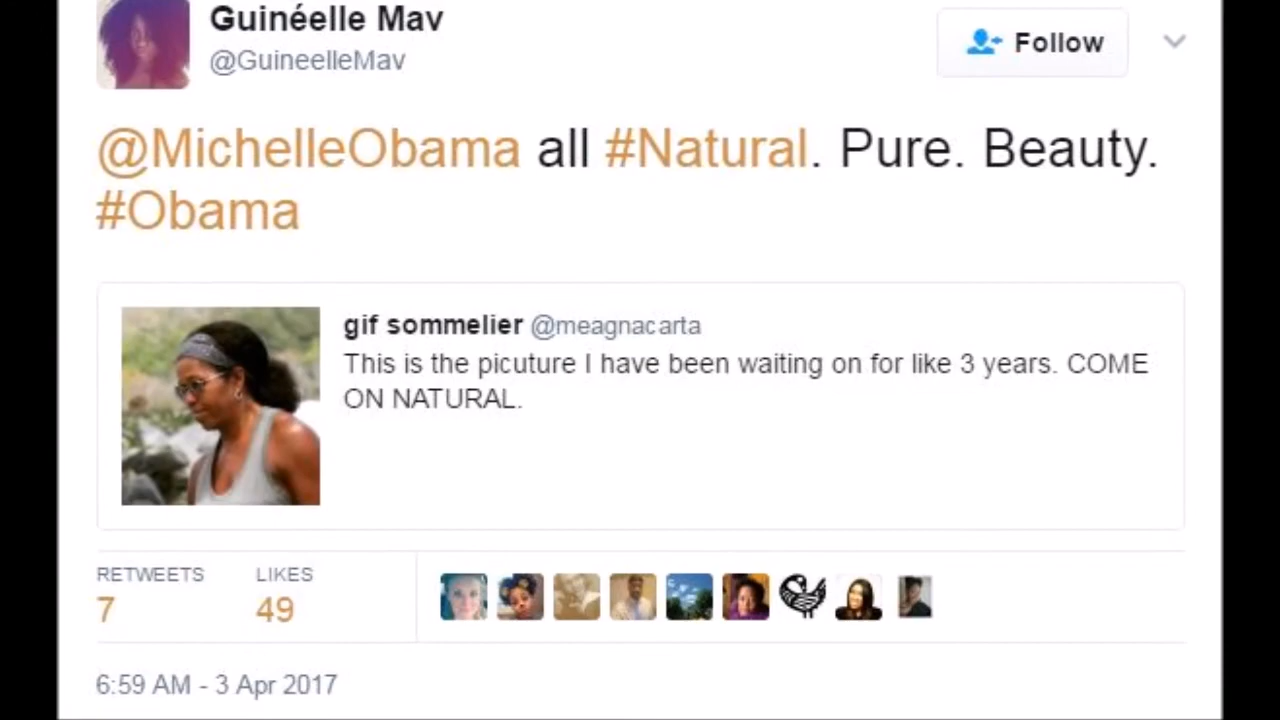 Guinéelle Mav
@GuineelleMav
Follow
@MichelleObama all #Natural. Pure. Beauty.
#Obama
gif sommelier @meagnacarta
This is the picuture I have been waiting on for like 3 years. COME
ON NATURAL.
RETWEETS LIKES
7 49
6:59 AM - 3 Apr 2017